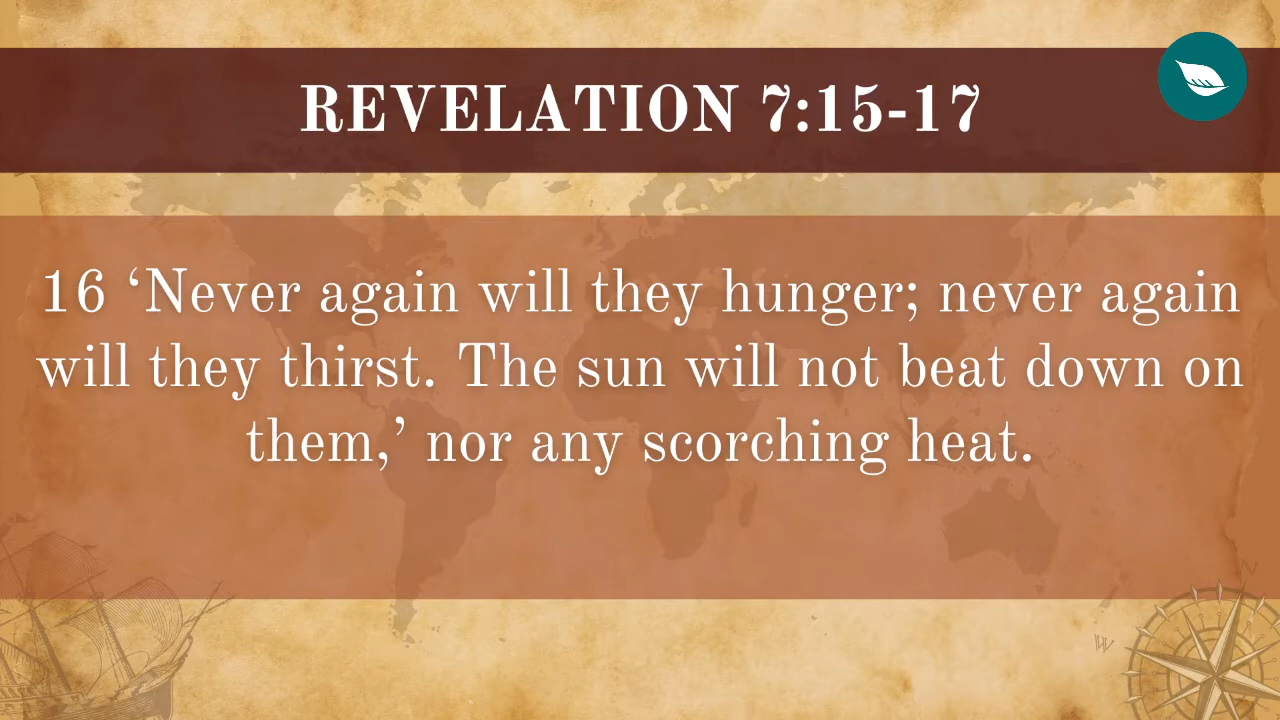 REVELATION 7:15-17
16 ‘Never again will they hunger; never again
will they thirst. The sun will not beat down on
them,’ nor any scorching heat.